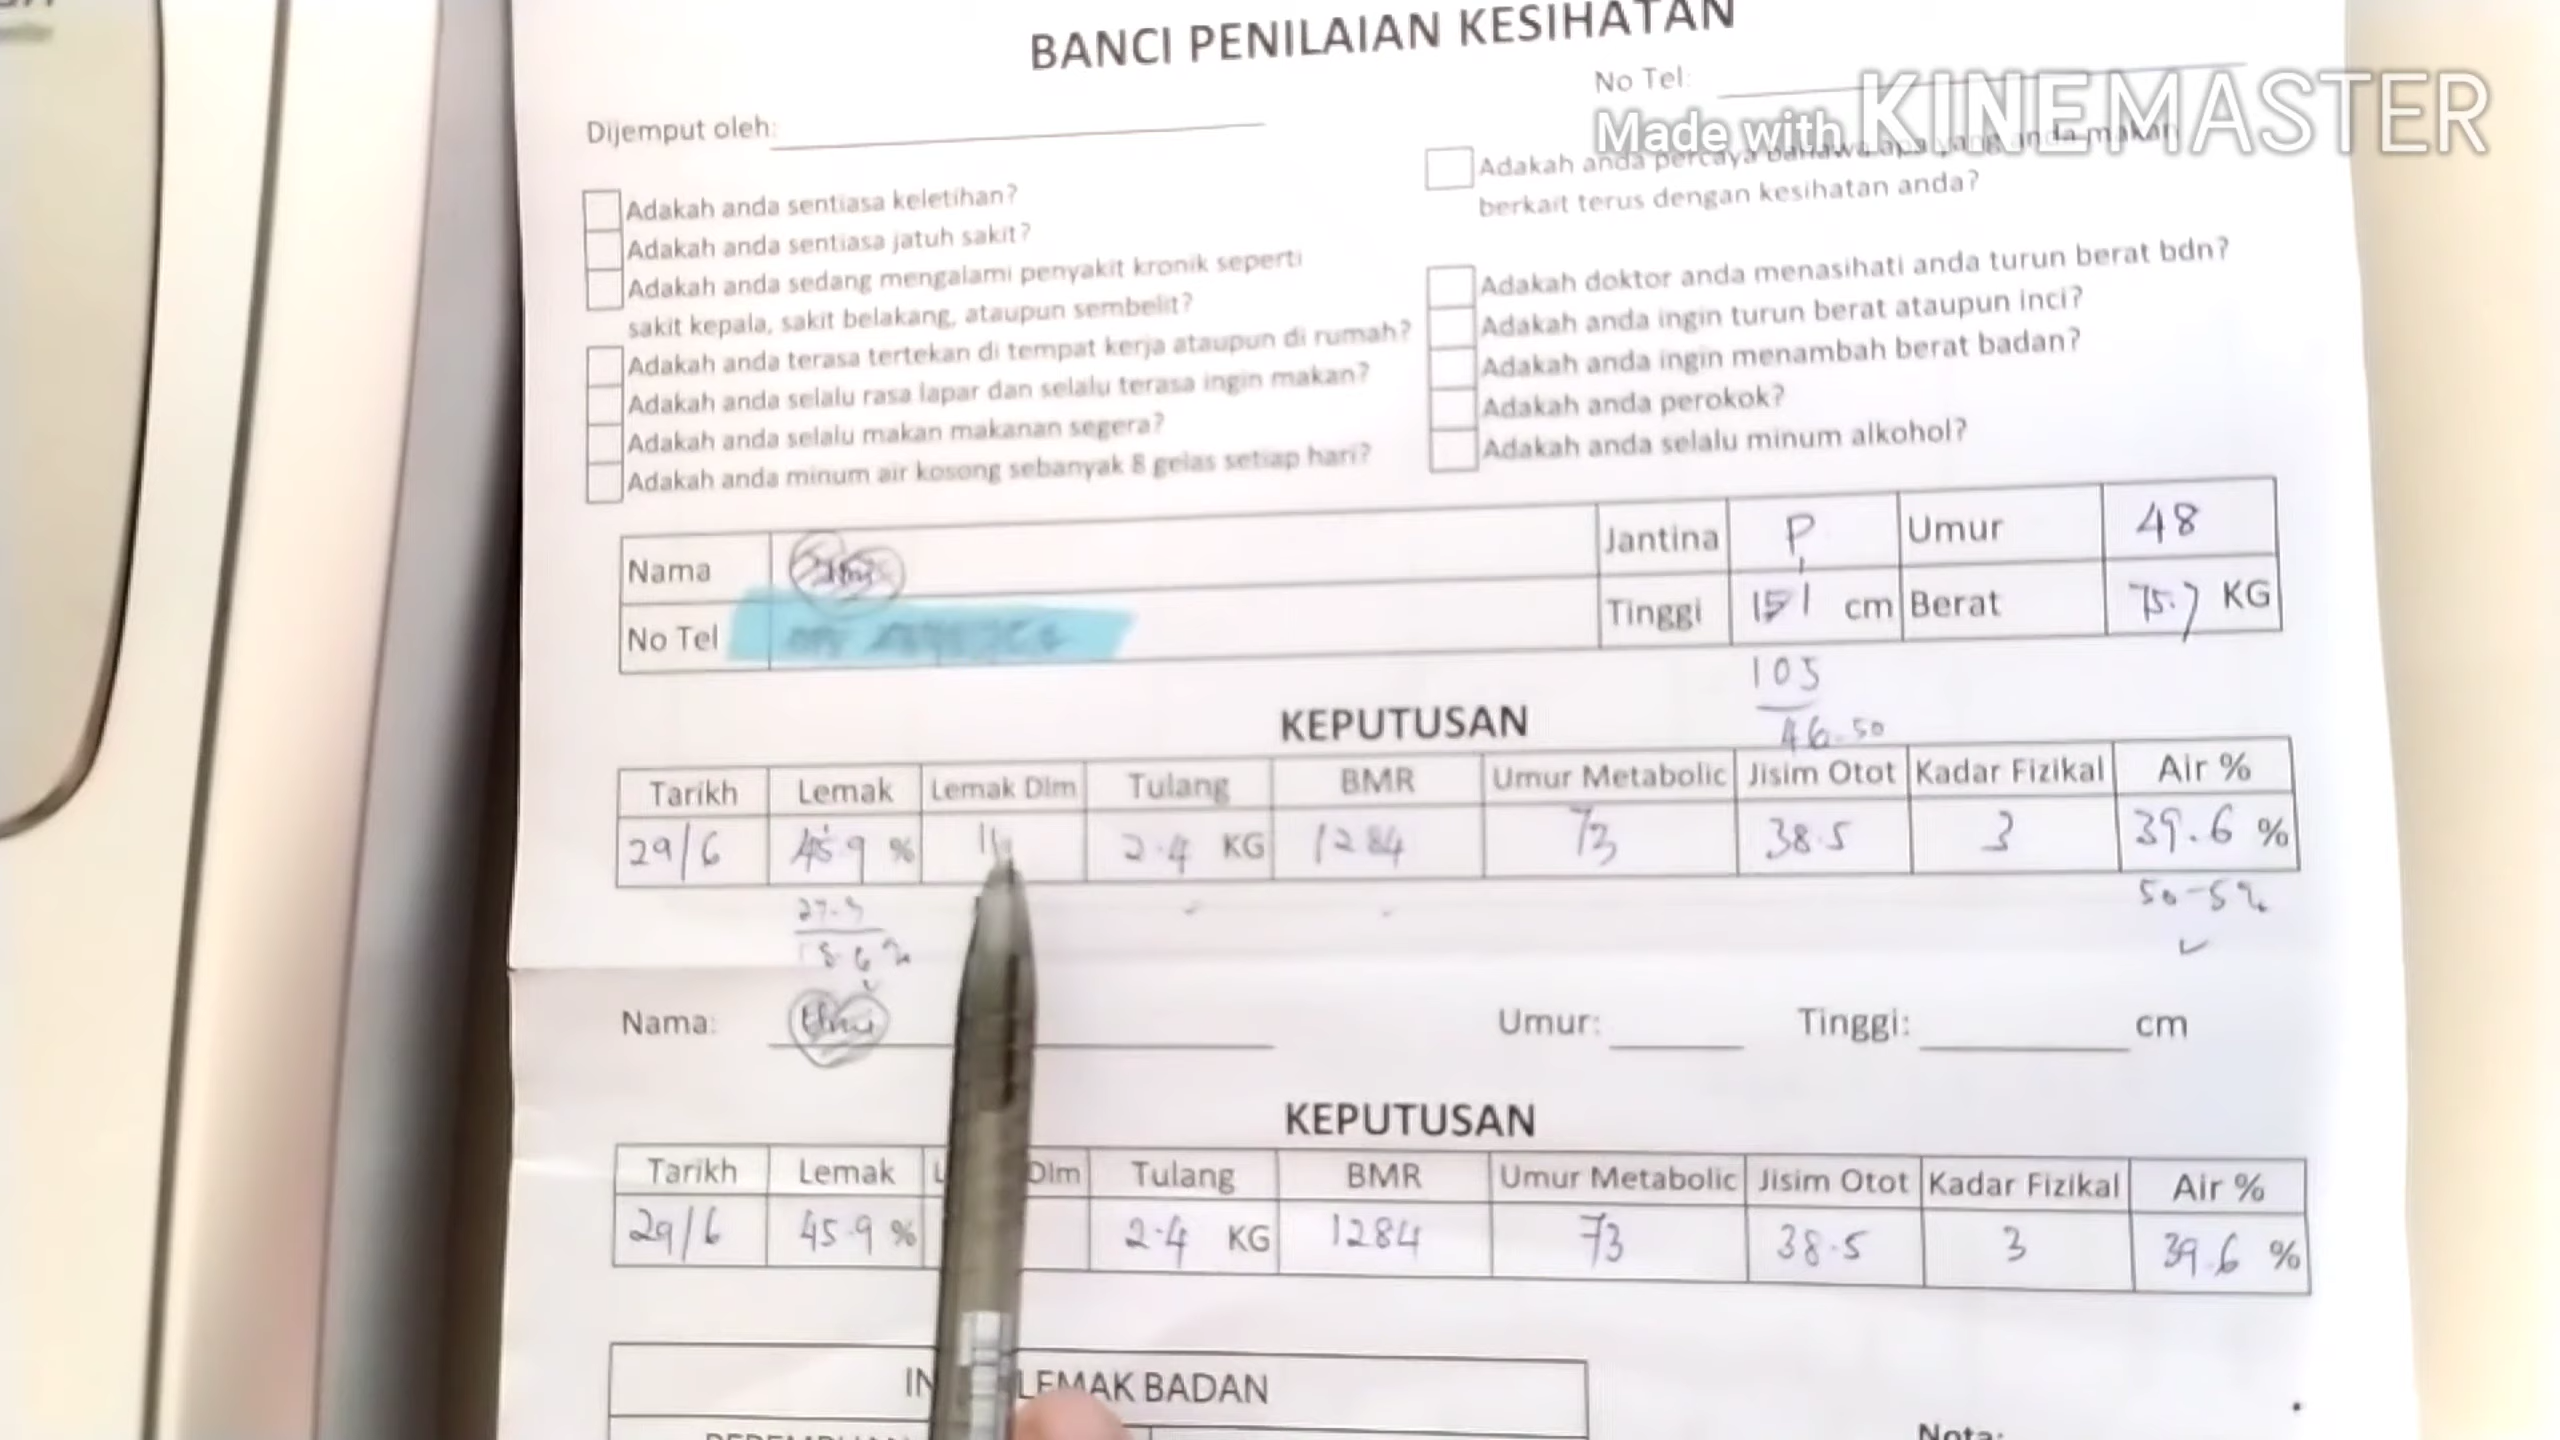 BANCI PENILAIAN KESIHATAN
No Tel:
Made with KINEMASTER
Dijemput oleh:
Adakah anda sentiasa keletihan?
Adakah anda sentiasa jatuh sakit?
Adakah anda sedang mengalami penyakit kronik seperti
sakit kepala, sakit belakang, ataupun sembelit?
Adakah anda terasa tertekan di tempat kerja ataupun di rumah?
Adakah anda selalu rasa lapar dan selalu terasa ingin makan?
Adakah anda selalu makan makanan segera?
Adakah anda minum air kosong sebanyak 8 gelas setiap hari?
Adakah anda percaya bahawa apa yang anda makan
berkait terus dengan kesihatan anda?
Adakah doktor anda menasihati anda turun berat bdn?
Adakah anda ingin turun berat ataupun inci?
Adakah anda ingin menambah berat badan?
Adakah anda perokok?
Adakah anda selalu minum alkohol?
Nama Jantina P Umur 48
No Tel Tinggi 151 cm Berat 75.7 KG
105
46.50
KEPUTUSAN
Tarikh Lemak Lemak Dlm Tulang BMR Umur Metabolic Jisim Otot Kadar Fizikal Air %
29/6 45.9 % 2.4 KG 1284 73 38.5 3 39.6 %
27.3
Nama: Umur: Tinggi: cm
KEPUTUSAN
Tarikh Lemak Dlm Tulang BMR Umur Metabolic Jisim Otot Kadar Fizikal Air %
29/6 45.9 % 2.4 KG 1284 73 38.5 3 39.6 %
LEMAK BADAN
Nota: